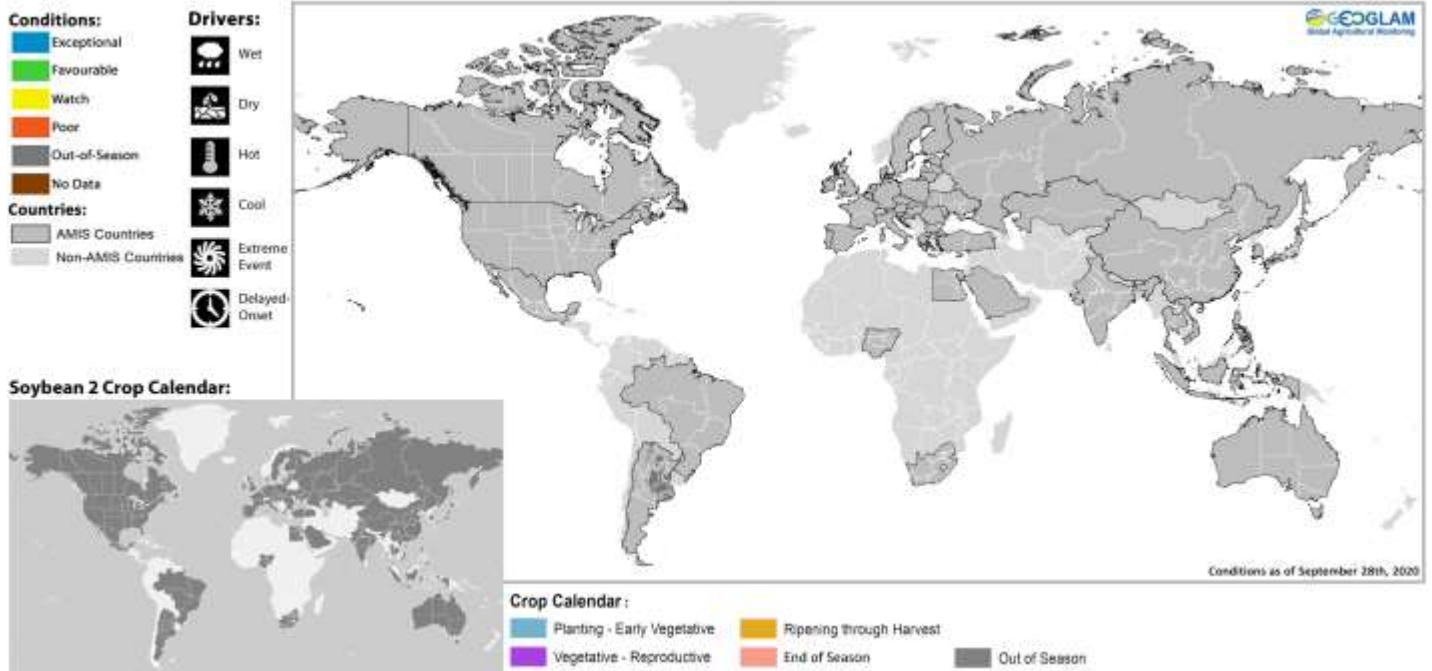 Conditions:
Exceptional
Favourable
Watch
Poor
Out-of-Season
No Data
Countries:
AMIS Countries
Non-AMIS Countries
Drivers:
Wet
Dry
Hot
Cool
Extreme
Event
Delayed-
Onset
GEOGLAM
Global Agricultural Monitoring
Conditions as of September 28th, 2020
Soybean 2 Crop Calendar:
Crop Calendar :
Planting - Early Vegetative
Vegetative - Reproductive
Ripening through Harvest
End of Season
Out of Season